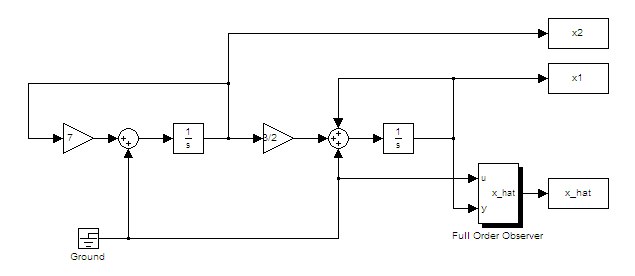 x2
x1
7
1
s
3/2
1
s
u
x_hat
y
x_hat
Full Order Observer
Ground